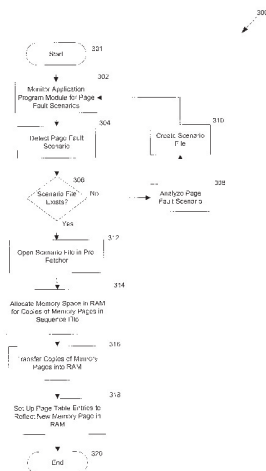 300
301
Start
302
Monitor Application
Program Module for Page
Fault Scenarios
304
Detect Page Fault
Scenario
306
Scenario File
Exists?
No
Yes
308
Analyze Page
Fault Scenario
310
Create Scenario
File
312
Open Scenario File in Pre
Fetcher
314
Allocate Memory Space in RAM
for Copies of Memory Pages in
Sequence File
316
Transfer Copies of Memory
Pages into RAM
318
Set Up Page Table Entries to
Reflect New Memory Page in
RAM
320
End